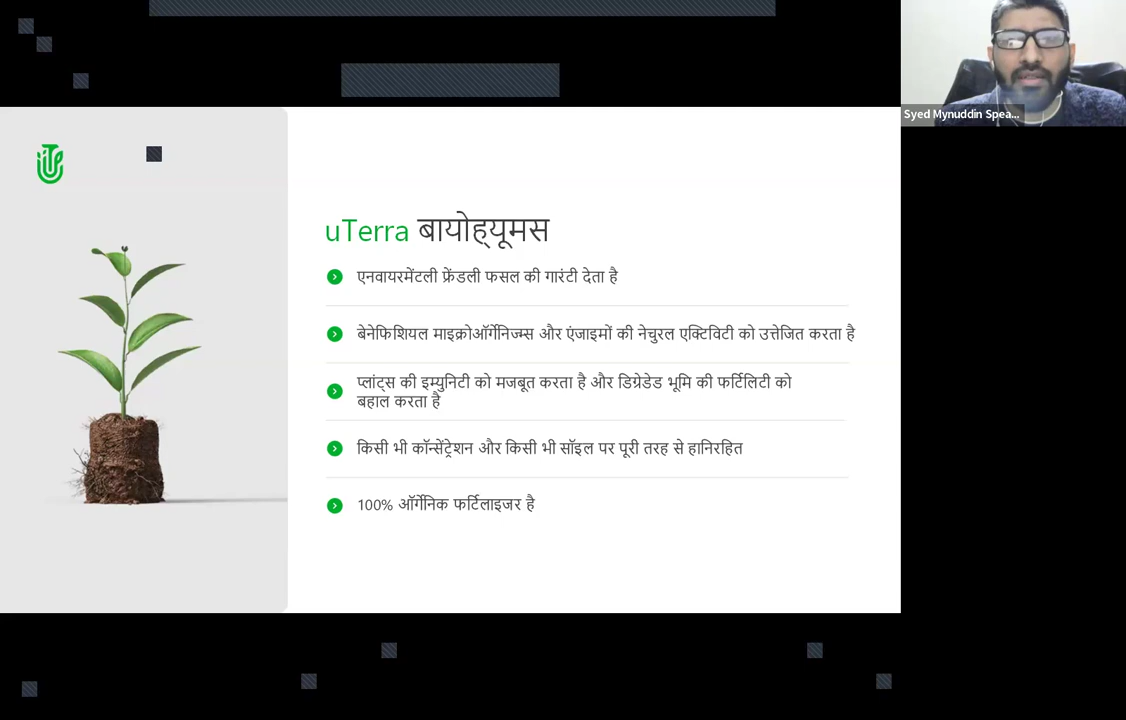 Syed Mynuddin Spea...
uTerra बायोह्यूमस
एनवायरमेंटली फ्रेंडली फसल की गारंटी देता है
बेनेफिशियल माइक्रोऑर्गेनिज्म्स और एंजाइमों की नेचुरल एक्टिविटी को उत्तेजित करता है
प्लांट्स की इम्युनिटी को मजबूत करता है और डिग्रेडेड भूमि की फर्टिलिटी को
बहाल करता है
किसी भी कॉन्सेंट्रेशन और किसी भी सॉइल पर पूरी तरह से हानिरहित
100% ऑर्गेनिक फर्टिलाइजर है